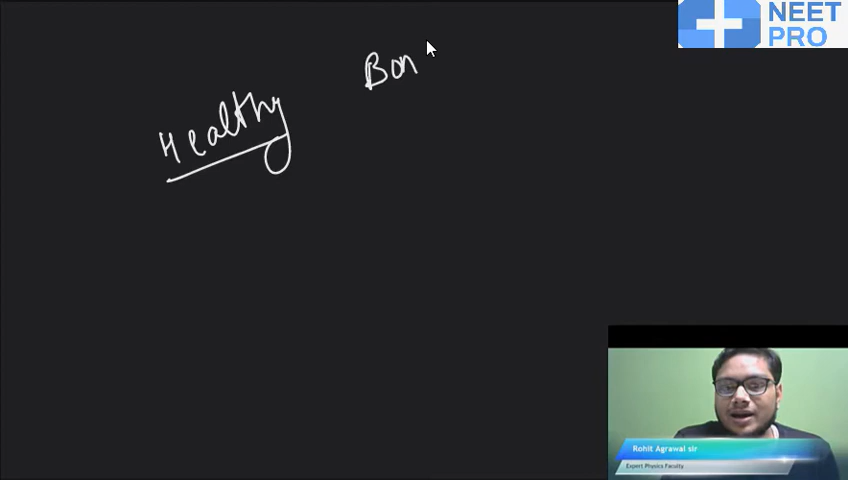 NEET
PRO
Bon
Healthy
Rohit Agrawal sir
Expert Physics Faculty